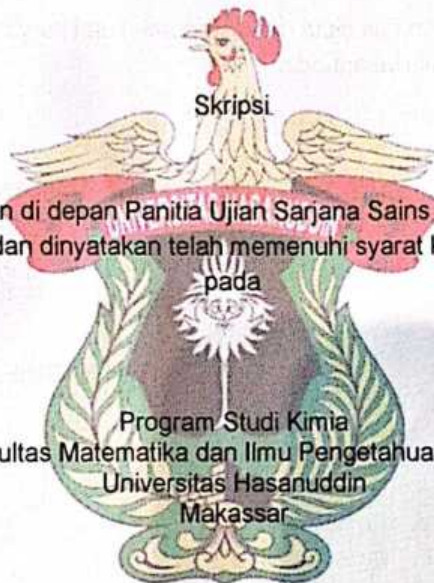 Skripsi
n di depan Panitia Ujian Sarjana Sains
dan dinyatakan telah memenuhi syarat
pada
Program Studi Kimia
ultas Matematika dan Ilmu Pengetahua
Universitas Hasanuddin
Makassar